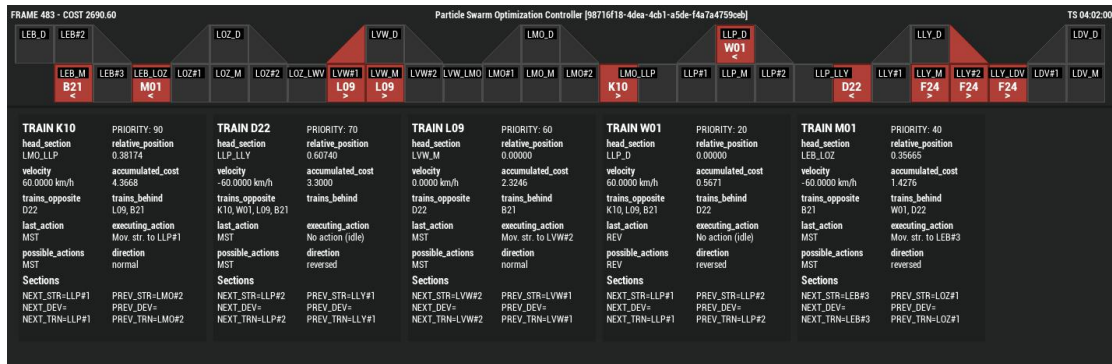 FRAME 483 - COST 2690.60 Particle Swarm Optimization Controller [98716f18-4dea-4cb1-a5de-f4a7a4759ceb] TS 04:02:00
LEB_D LEB#2 LOZ_D LVW_D LMO_D LLP_D LLY_D LDV_D
W01
<
LEB_M LEB#3 LEB_LOZ LOZ#1 LOZ_M LOZ#2 LOZ_LWV LVW#1 LVW_M LVW#2 LVW_LMO LMO#1 LMO_M LMO#2 LMO_LLP LLP#1 LLP_M LLP#2 LLP_LLY LLY#1 LLY_M LLY#2 LLY_LDV LDV#1 LDV_M
B21 M01 L09 L09 K10 D22 F24 F24 F24
< < > > > < > > >
TRAIN K10 PRIORITY: 90
head_section relative_position
LMO_LLP 0.38174
velocity accumulated_cost
60.0000 km/h 4.3668
trains_opposite trains_behind
D22 L09, B21
last_action executing_action
MST Mov. str. to LLP#1
possible_actions direction
MST normal
Sections
NEXT_STR=LLP#1 PREV_STR=LMO#2
NEXT_DEV= PREV_DEV=
NEXT_TRN=LLP#1 PREV_TRN=LMO#2
TRAIN D22 PRIORITY: 70
head_section relative_position
LLP_LLY 0.60740
velocity accumulated_cost
-60.0000 km/h 3.3000
trains_opposite trains_behind
K10, W01, L09, B21
last_action executing_action
MST No action (idle)
possible_actions direction
MST reversed
Sections
NEXT_STR=LLP#2 PREV_STR=LLY#1
NEXT_DEV= PREV_DEV=
NEXT_TRN=LLP#2 PREV_TRN=LLY#1
TRAIN L09 PRIORITY: 60
head_section relative_position
LVW_M 0.00000
velocity accumulated_cost
0.0000 km/h 2.3246
trains_opposite trains_behind
D22 B21
last_action executing_action
MST Mov. str. to LVW#2
possible_actions direction
MST normal
Sections
NEXT_STR=LVW#2 PREV_STR=LVW#1
NEXT_DEV= PREV_DEV=
NEXT_TRN=LVW#2 PREV_TRN=LVW#1
TRAIN W01 PRIORITY: 20
head_section relative_position
LLP_D 0.00000
velocity accumulated_cost
60.0000 km/h 0.5671
trains_opposite trains_behind
K10, L09, B21 D22
last_action executing_action
REV No action (idle)
possible_actions direction
REV reversed
Sections
NEXT_STR=LLP#1 PREV_STR=LLP#2
NEXT_DEV= PREV_DEV=
NEXT_TRN=LLP#1 PREV_TRN=LLP#2
TRAIN M01 PRIORITY: 40
head_section relative_position
LEB_LOZ 0.35665
velocity accumulated_cost
-60.0000 km/h 1.4276
trains_opposite trains_behind
B21 W01, D22
last_action executing_action
MST Mov. str. to LEB#3
possible_actions direction
MST reversed
Sections
NEXT_STR=LEB#3 PREV_STR=LOZ#1
NEXT_DEV= PREV_DEV=
NEXT_TRN=LEB#3 PREV_TRN=LOZ#1